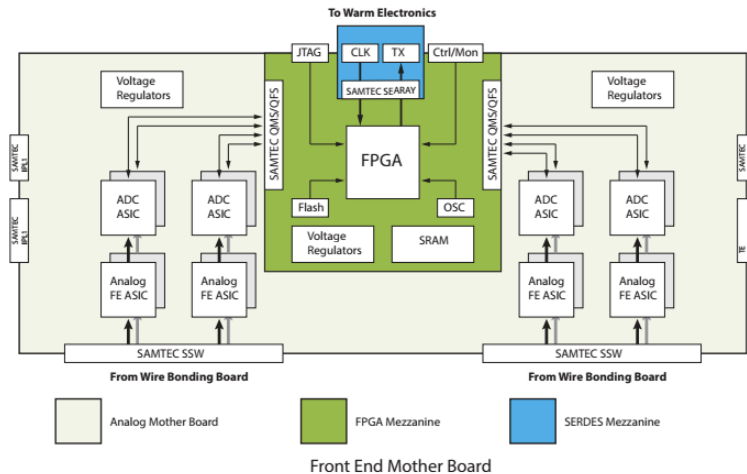 To Warm Electronics
JTAG
CLK
TX
Ctrl/Mon
SAMTEC SEARAY
Voltage
Regulators
Voltage
Regulators
SAMTEC QMS/QFS
SAMTEC QMS/QFS
FPGA
SAMTEC
IPL1
SAMTEC
IPL1
SAMTEC
TE
ADC
ASIC
ADC
ASIC
ADC
ASIC
ADC
ASIC
Flash
OSC
Voltage
Regulators
SRAM
Analog
FE ASIC
Analog
FE ASIC
Analog
FE ASIC
Analog
FE ASIC
SAMTEC SSW
SAMTEC SSW
From Wire Bonding Board
From Wire Bonding Board
Analog Mother Board
FPGA Mezzanine
SERDES Mezzanine
Front End Mother Board